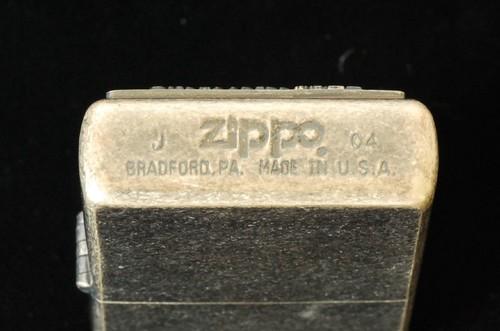 J zippo 04
BRADFORD, PA. MADE IN U.S.A.